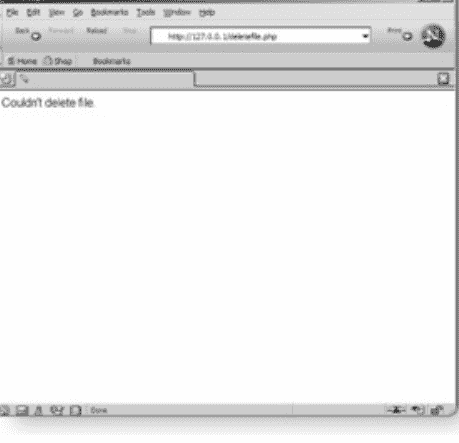 File Edit View Go Bookmarks Tools Window Help
Back Forward Reload Stop http://127.0.0.1/deletefile.php Print
Home Shop Bookmarks
Couldn't delete file.
Done